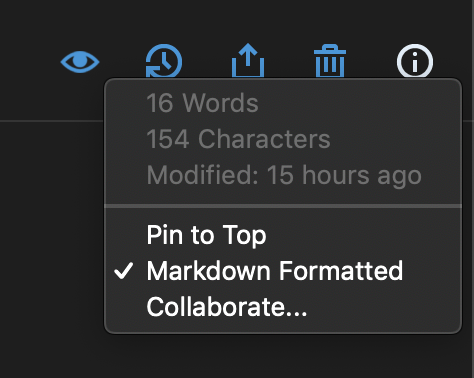 16 Words
154 Characters
Modified: 15 hours ago
Pin to Top
Markdown Formatted
Collaborate...